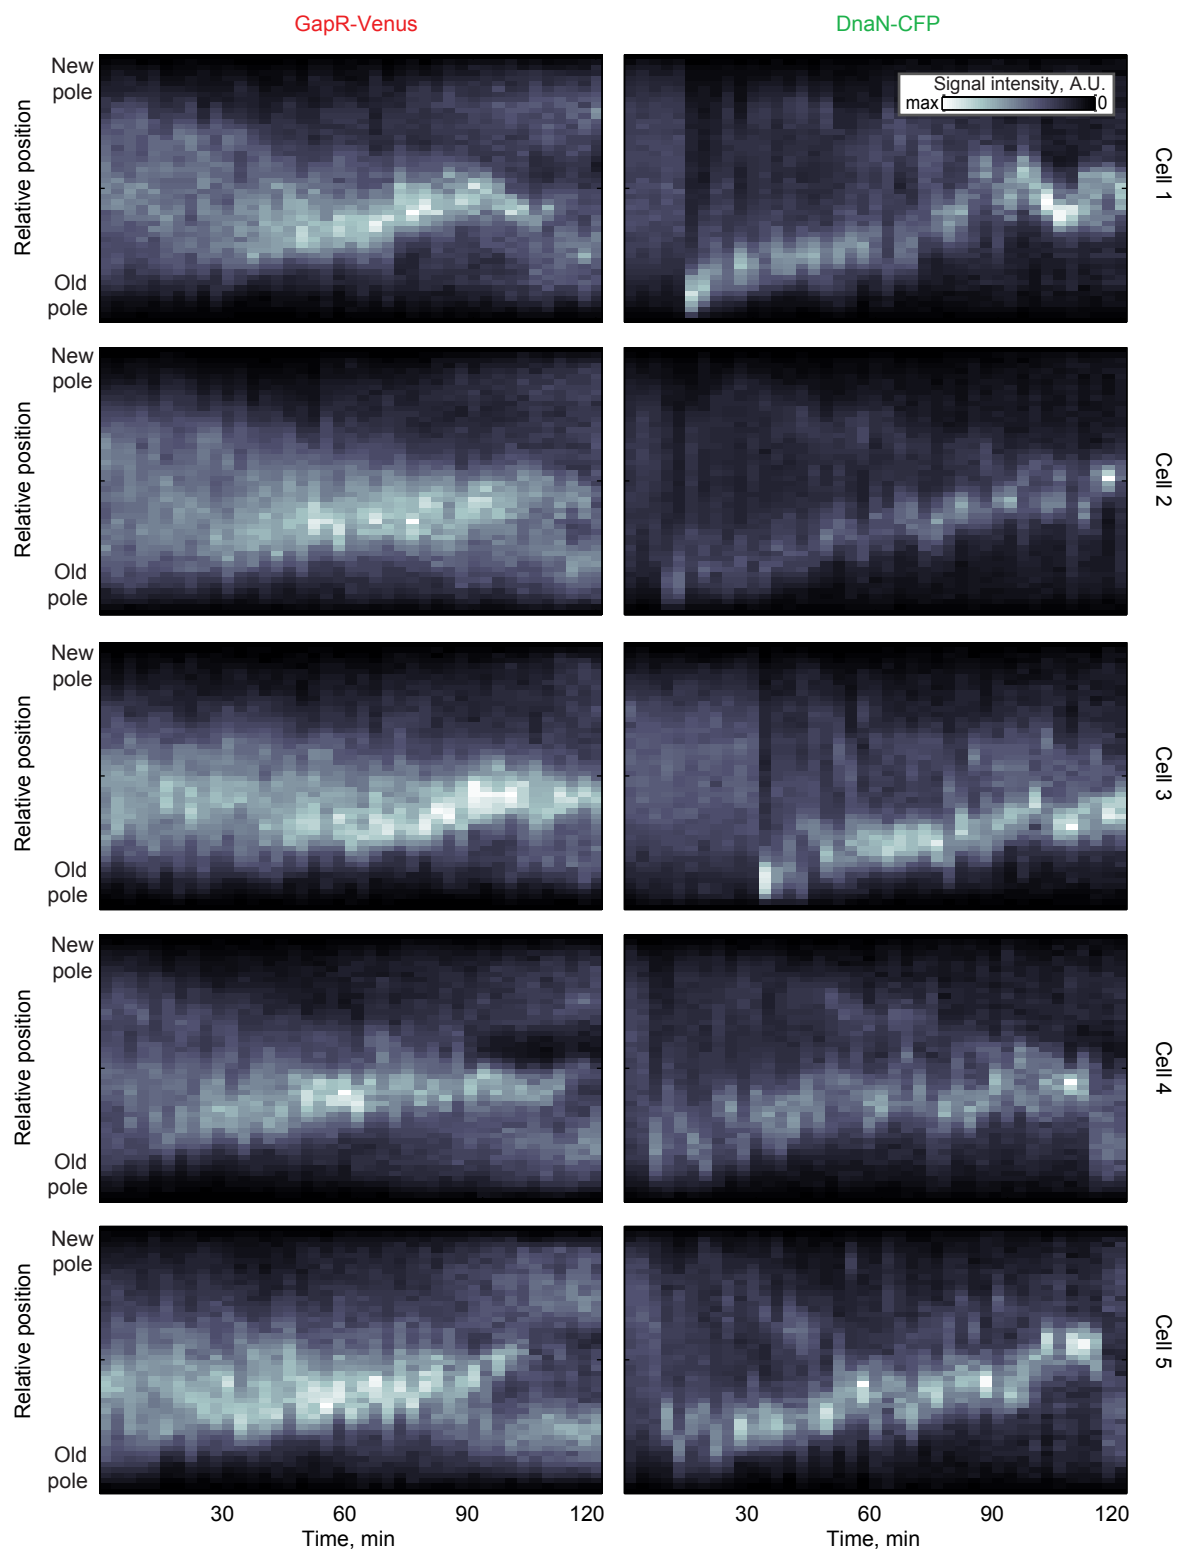 GapR-Venus
DnaN-CFP
New
pole
Relative position
Old
pole
Signal intensity, A.U.
max
0
Cell 1
New
pole
Relative position
Old
pole
Cell 2
New
pole
Relative position
Old
pole
Cell 3
New
pole
Relative position
Old
pole
Cell 4
New
pole
Relative position
Old
pole
Cell 5
30
60
90
120
Time, min
30
60
90
120
Time, min